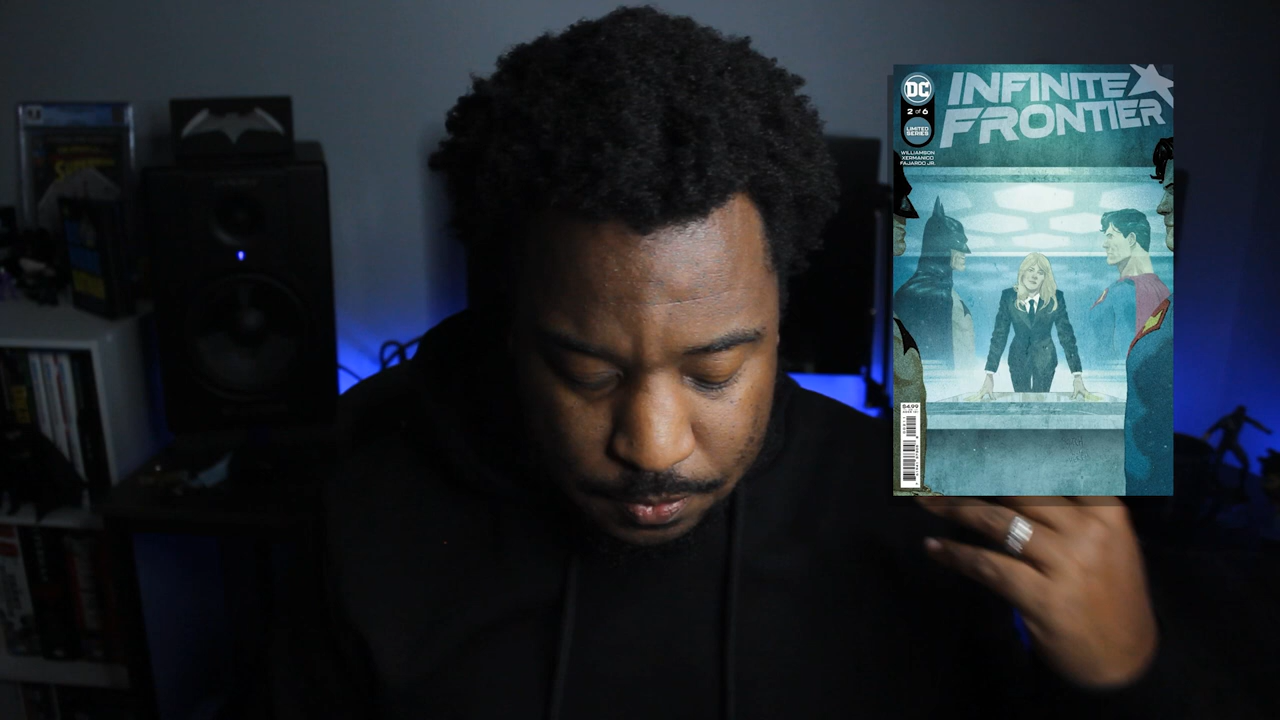 INFINITE
FRONTIER
DC
2 OF 6
LIMITED
SERIES
WILLIAMSON
XERMANICO
FAJARDO JR.
$4.99